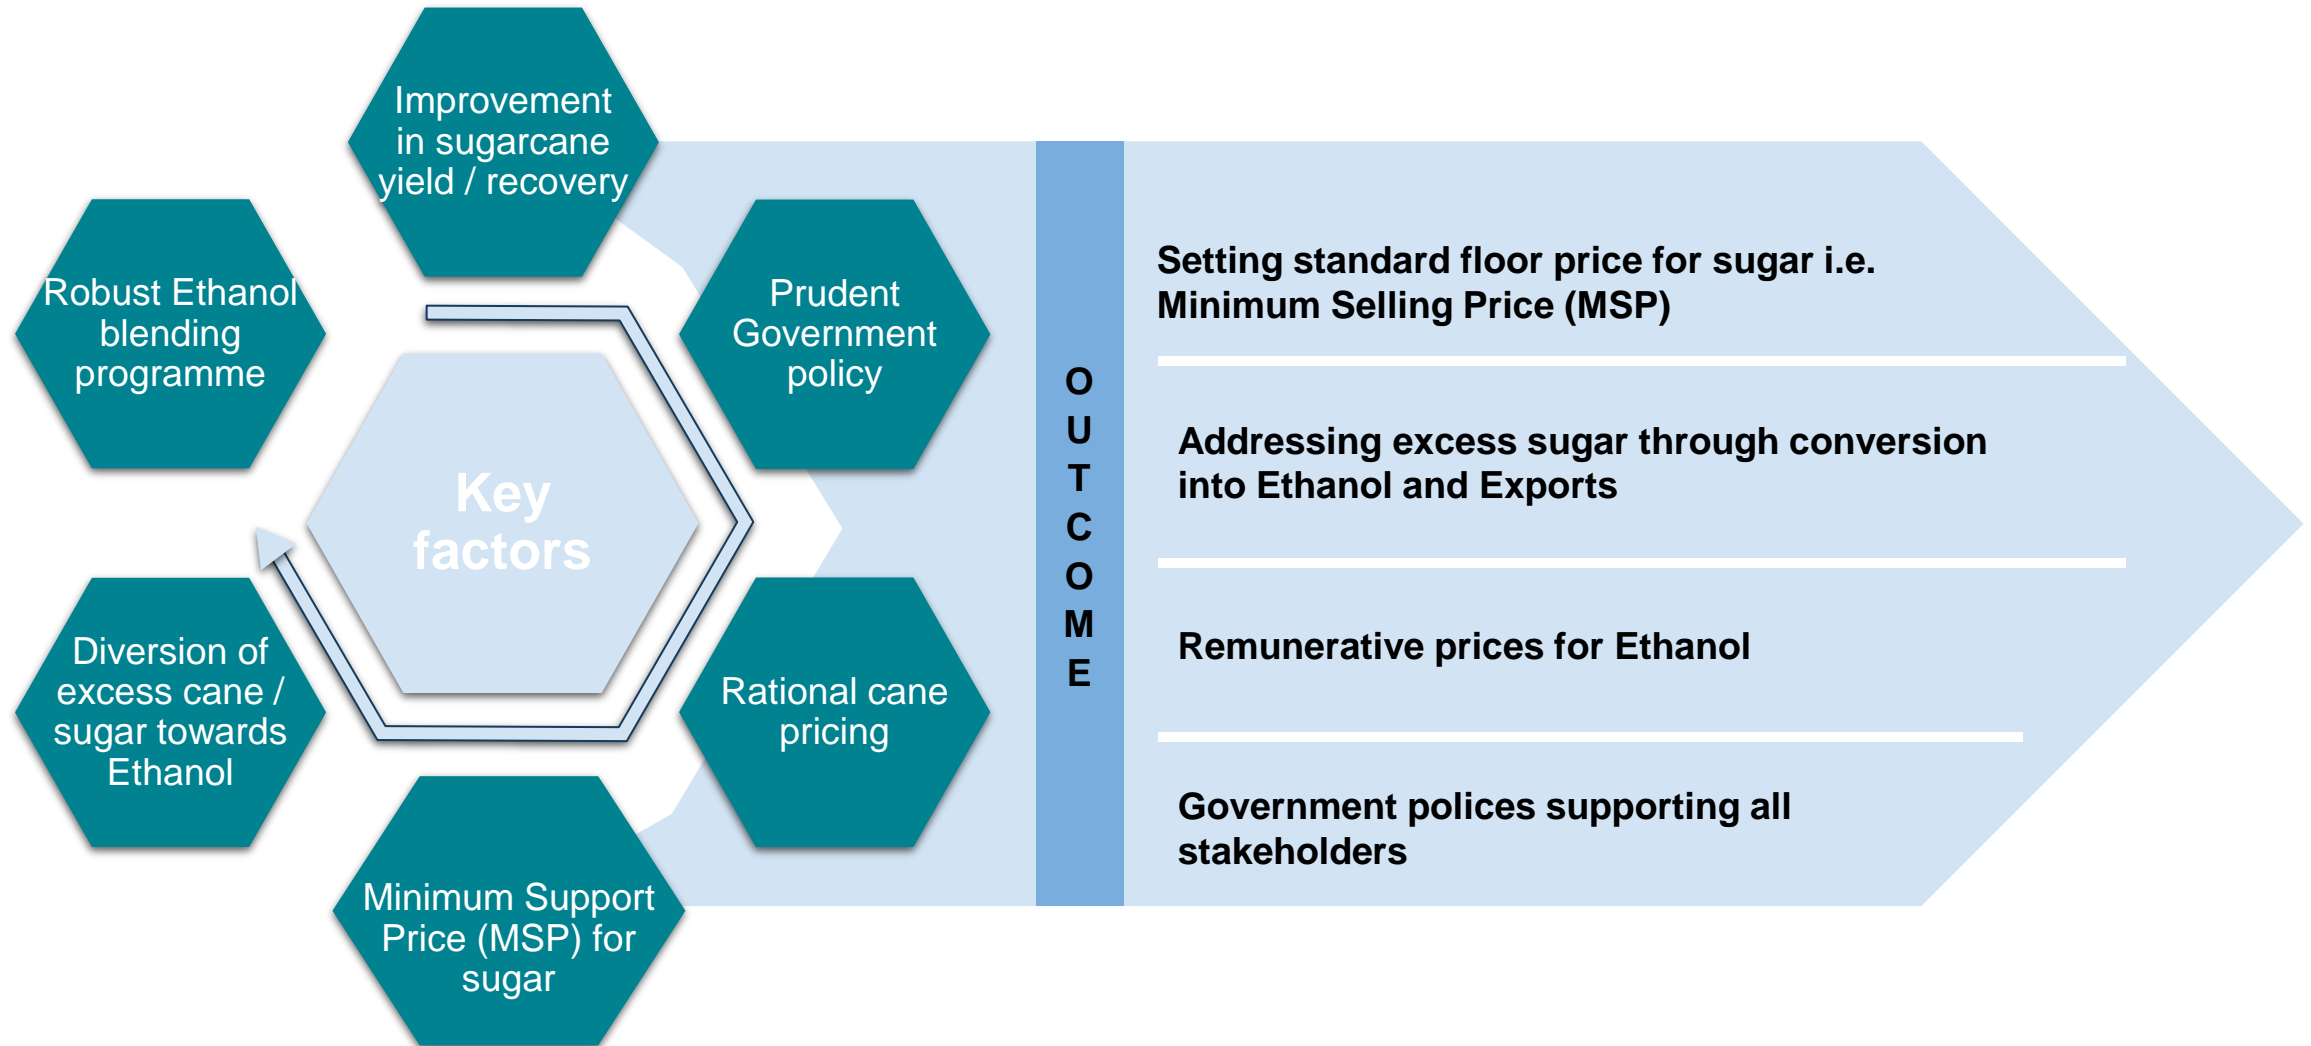 Improvement
in sugarcane
yield / recovery
Prudent
Government
policy
Rational cane
pricing
Minimum Support
Price (MSP) for
sugar
Diversion of
excess cane /
sugar towards
Ethanol
Robust Ethanol
blending
programme
Key
factors
O
U
T
C
O
M
E
Setting standard floor price for sugar i.e.
Minimum Selling Price (MSP)
Addressing excess sugar through conversion
into Ethanol and Exports
Remunerative prices for Ethanol
Government polices supporting all
stakeholders